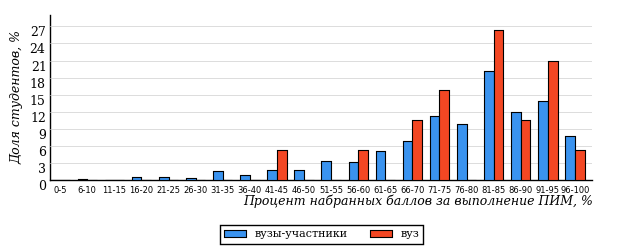 Доля студентов, %
27
24
21
18
15
12
9
6
3
0
0-5 6-10 11-15 16-20 21-25 26-30 31-35 36-40 41-45 46-50 51-55 56-60 61-65 66-70 71-75 76-80 81-85 86-90 91-95 96-100
Процент набранных баллов за выполнение ПИМ, %
вузы-участники вуз